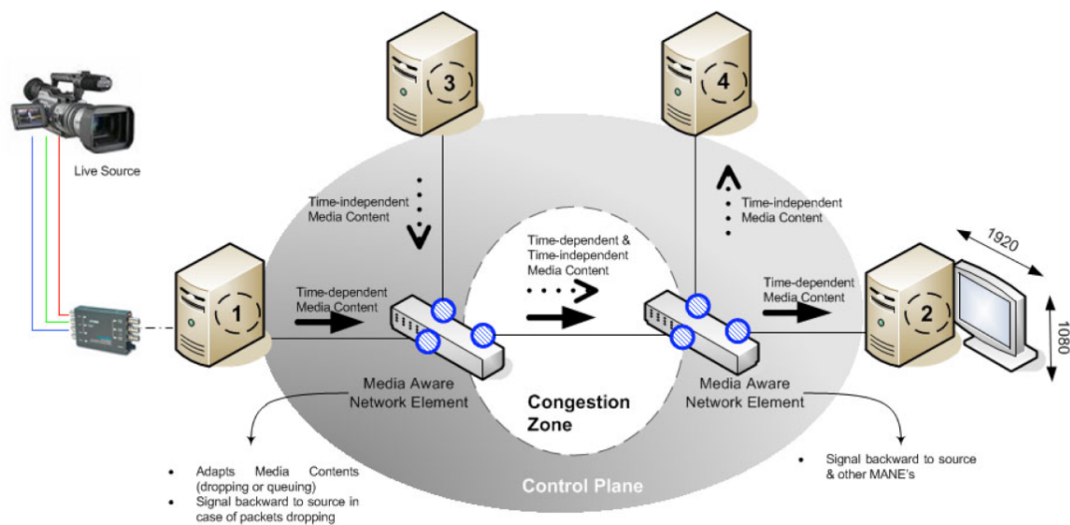 3
4
Live Source
Time-independent
Media Content
Time-independent
Media Content
Time-dependent &
Time-independent
Media Content
1920
1
Time-dependent
Media Content
Time-dependent
Media Content
2
1080
Media Aware
Network Element
Congestion
Zone
Media Aware
Network Element
• Adapts Media Contents
(dropping or queuing)
• Signal backward to source in
case of packets dropping
Control Plane
• Signal backward to source
& other MANE's